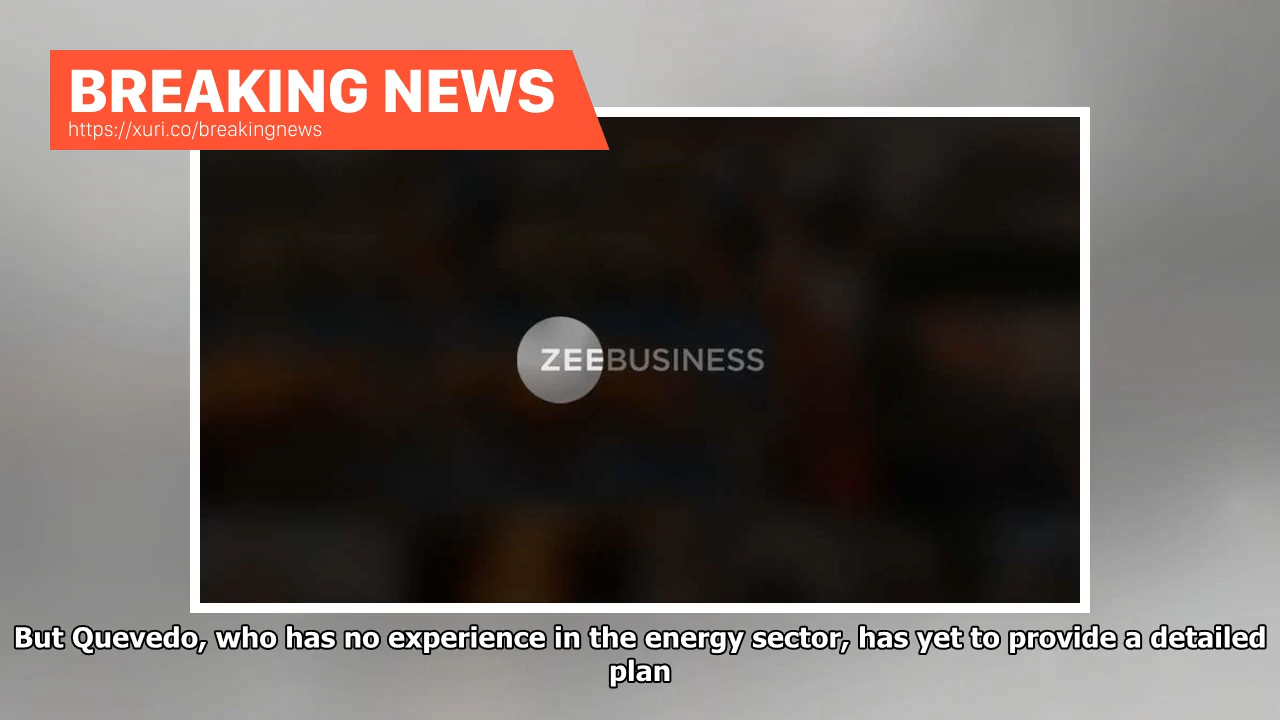 BREAKING NEWS
https://xuri.co/breakingnews
ZEEBUSINESS
But Quevedo, who has no experience in the energy sector, has yet to provide a detailed
plan